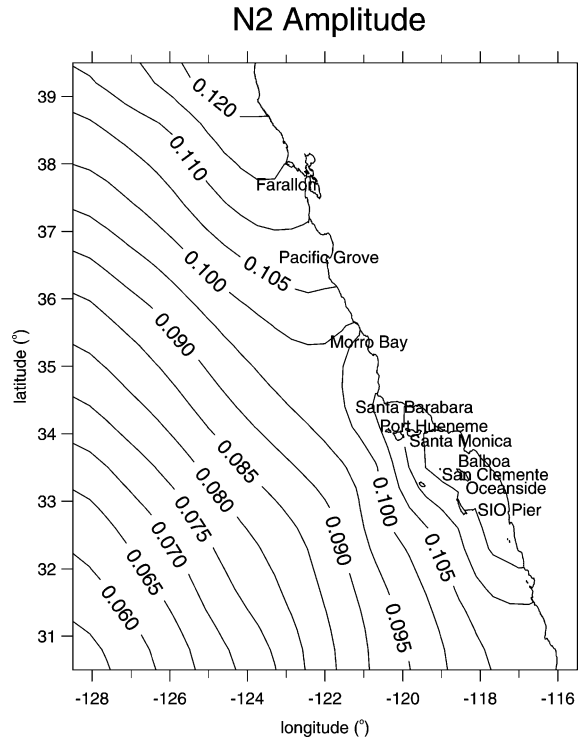 N2 Amplitude
39
38
37
36
35
34
33
32
31
-128
-126
-124
-122
-120
-118
-116
latitude (°)
longitude (°)
0.120
0.110
Farallon
Pacific Grove
0.105
0.100
0.090
Morro Bay
Santa Barabara
Port Hueneme
Santa Monica
Balboa
San Clemente
Oceanside
SIO Pier
0.085
0.080
0.075
0.070
0.065
0.060
0.100
0.090
0.105
0.095